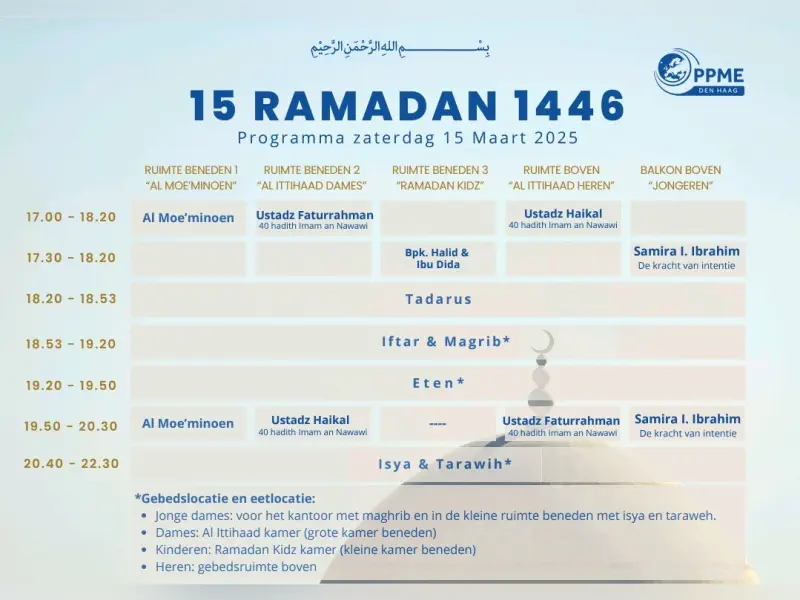 بِسْــــــمِ اللهِ الرَّحْمَنِ الرَّحِيْمِ
PPME
DEN HAAG
15 RAMADAN 1446
Programma zaterdag 15 Maart 2025
RUIMTE BENEDEN 1 RUIMTE BENEDEN 2 RUIMTE BENEDEN 3 RUIMTE BOVEN BALKON BOVEN
“AL MOE’MINOEN” “AL ITTIHAAD DAMES” “RAMADAN KIDZ” “AL ITTIHAAD HEREN” “JONGEREN”
17.00 - 18.20 Al Moe’minoen Ustadz Faturrahman Ustadz Haikal
40 hadith Imam an Nawawi 40 hadith Imam an Nawawi
17.30 - 18.20 Bpk. Halid & Samira I. Ibrahim
Ibu Dida De kracht van intentie
18.20 - 18.53 Tadarus
18.53 - 19.20 Iftar & Magrib*
19.20 - 19.50 Eten*
19.50 - 20.30 Al Moe’minoen Ustadz Haikal ---- Ustadz Faturrahman Samira I. Ibrahim
40 hadith Imam an Nawawi 40 hadith Imam an Nawawi De kracht van intentie
20.40 - 22.30 Isya & Tarawih*
*Gebedslocatie en eetlocatie:
• Jonge dames: voor het kantoor met maghrib en in de kleine ruimte beneden met isya en taraweh.
• Dames: Al Ittihaad kamer (grote kamer beneden)
• Kinderen: Ramadan Kidz kamer (kleine kamer beneden)
• Heren: gebedsruimte boven